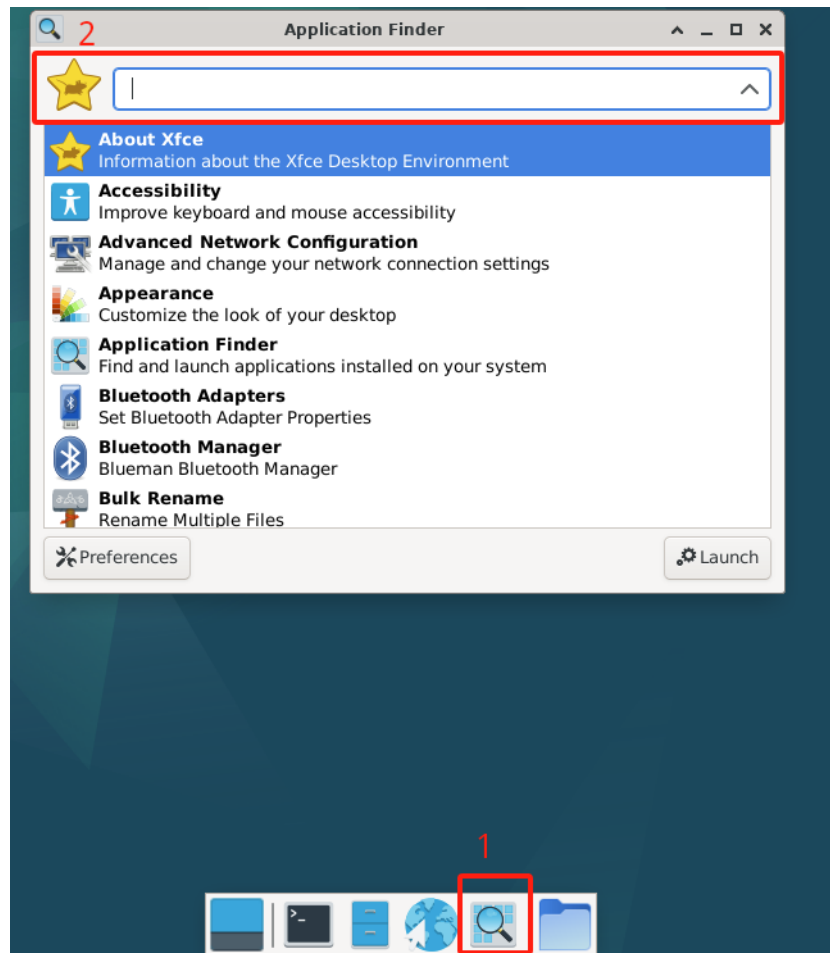 2
Application Finder
About Xfce
Information about the Xfce Desktop Environment
Accessibility
Improve keyboard and mouse accessibility
Advanced Network Configuration
Manage and change your network connection settings
Appearance
Customize the look of your desktop
Application Finder
Find and launch applications installed on your system
Bluetooth Adapters
Set Bluetooth Adapter Properties
Bluetooth Manager
Blueman Bluetooth Manager
Bulk Rename
Rename Multiple Files
Preferences
Launch
1
>_